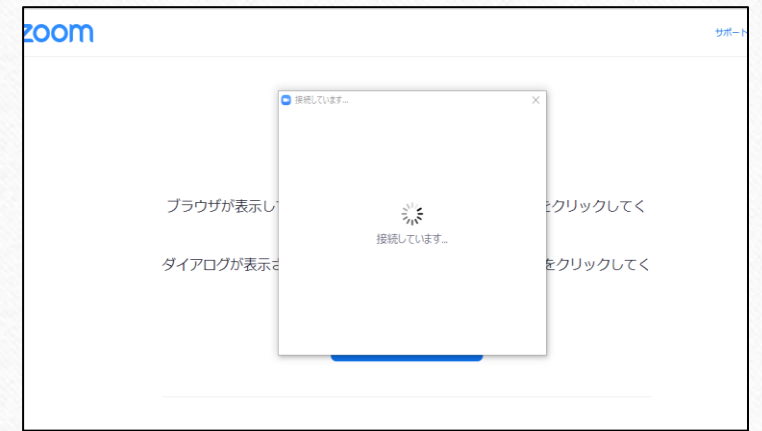 zoom
サポート
接続しています...
ブラウザが表示し
をクリックしてく
接続しています...
ダイアログが表示さ
をクリックしてく